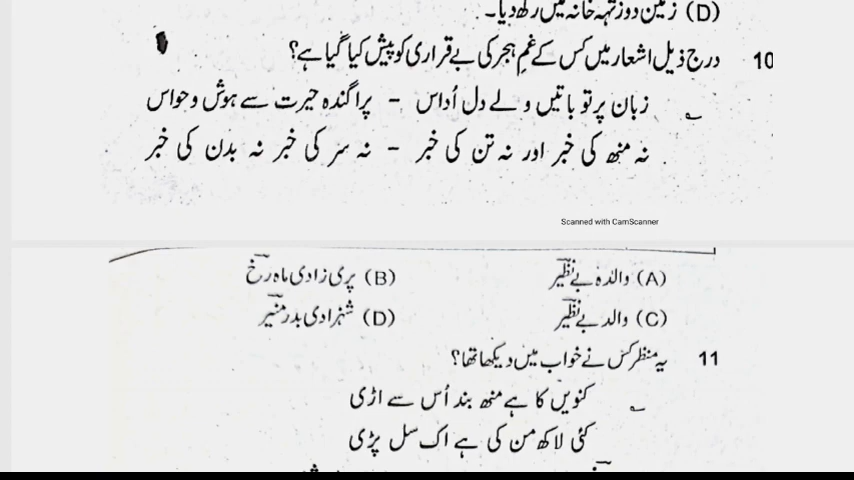 (D) زمین دوز تہہ خانہ میں رکھ دیا۔
10 درج ذیل اشعار میں کس کے غمِ ہجر کی بے قراری کو پیش کیا گیا ہے؟
؎ زبان پر تو باتیں ولے دل اُداس - پراگندہ حیرت سے ہوش و حواس
نہ منھ کی خبر اور نہ تن کی خبر - نہ سر کی خبر نہ بدن کی خبر
Scanned with CamScanner
(A) والدہ بے نظیر (B) پری زادی ماہ رخ
(C) والد بے نظیر (D) شہزادی بدر منیر
11 یہ منظر کس نے خواب میں دیکھا تھا؟
؎ کنویں کا ہے منھ بند اُس سے اڑی
کئی لاکھ من کی ہے اک سل پڑی